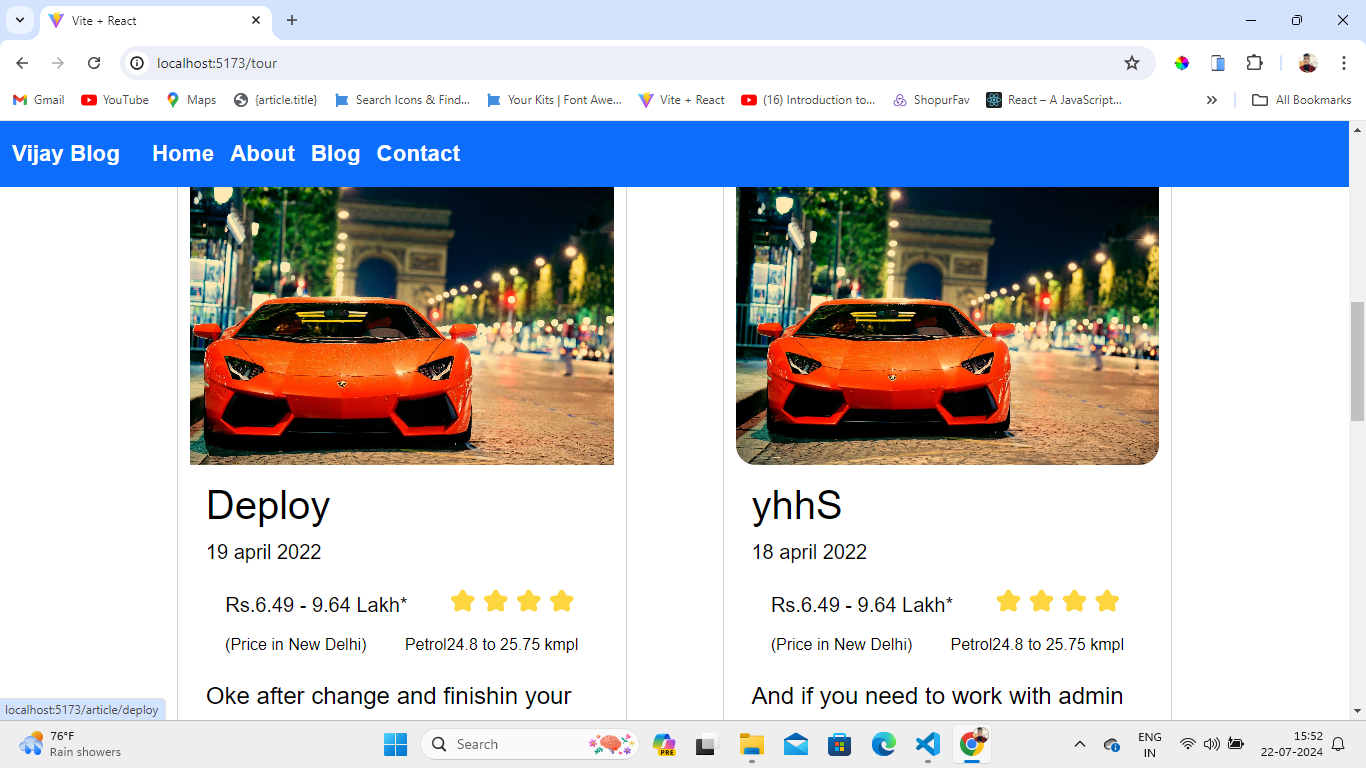 Vite + React
localhost:5173/tour
Gmail YouTube Maps {article.title} Search Icons & Find... Your Kits | Font Awe... Vite + React (16) Introduction to... ShopurFav React – A JavaScript... » All Bookmarks
Vijay Blog Home About Blog Contact
Deploy
19 april 2022
Rs.6.49 - 9.64 Lakh*
(Price in New Delhi) Petrol24.8 to 25.75 kmpl
Oke after change and finishin your
yhhS
18 april 2022
Rs.6.49 - 9.64 Lakh*
(Price in New Delhi) Petrol24.8 to 25.75 kmpl
And if you need to work with admin
localhost:5173/article/deploy
76°F
Rain showers
Search
PRE
ENG
IN
15:52
22-07-2024